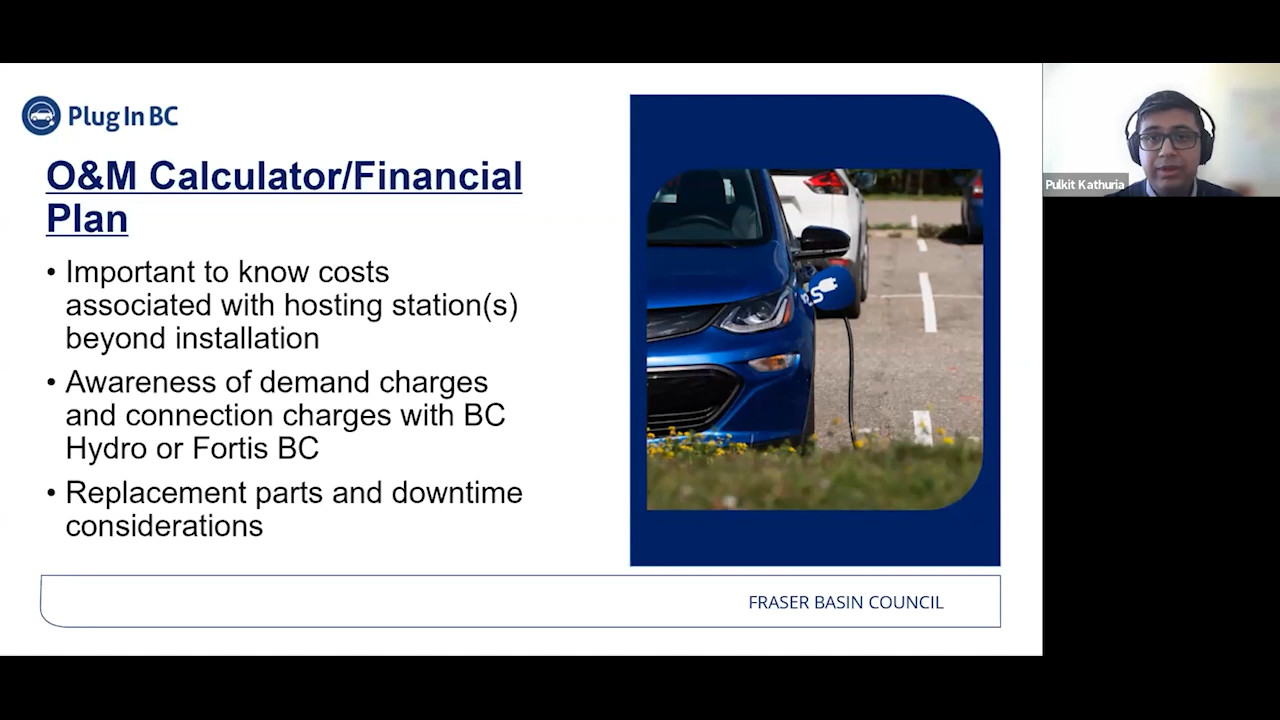 Plug In BC
O&M Calculator/Financial
Plan
• Important to know costs
associated with hosting station(s)
beyond installation
• Awareness of demand charges
and connection charges with BC
Hydro or Fortis BC
• Replacement parts and downtime
considerations
FRASER BASIN COUNCIL
Pulkit Kathuria